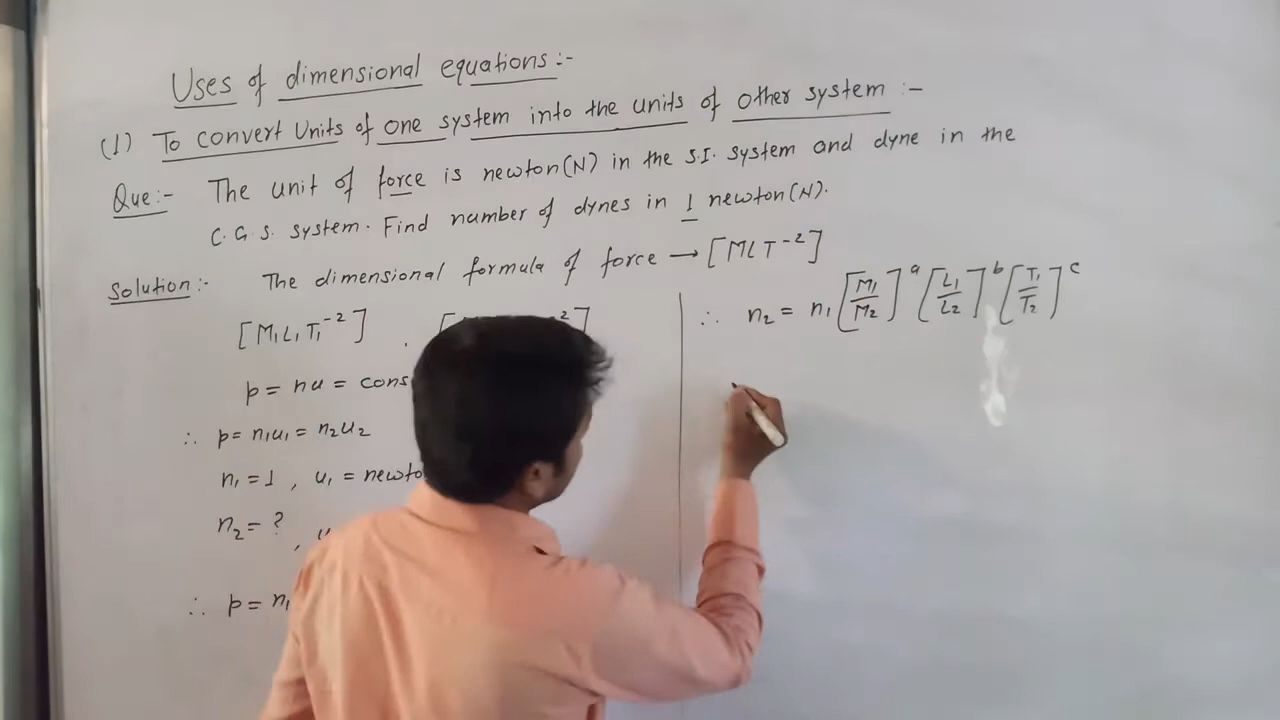 Uses of dimensional equations :-
(1) To convert Units of one system into the units of other system :-
Que :- The unit of force is newton(N) in the S.I. system and dyne in the
C.G.S. system. Find number of dynes in 1 newton(N).
Solution :- The dimensional formula of force → [MLT⁻²]
[M₁L₁T₁⁻²] ,
p = nu = cons
∴ p = n₁u₁ = n₂u₂
n₁ = 1 , u₁ = newto
n₂ = ? , u
∴ p = n₁
∴ n₂ = n₁ [M₁/M₂]ᵃ [L₁/L₂]ᵇ [T₁/T₂]ᶜ